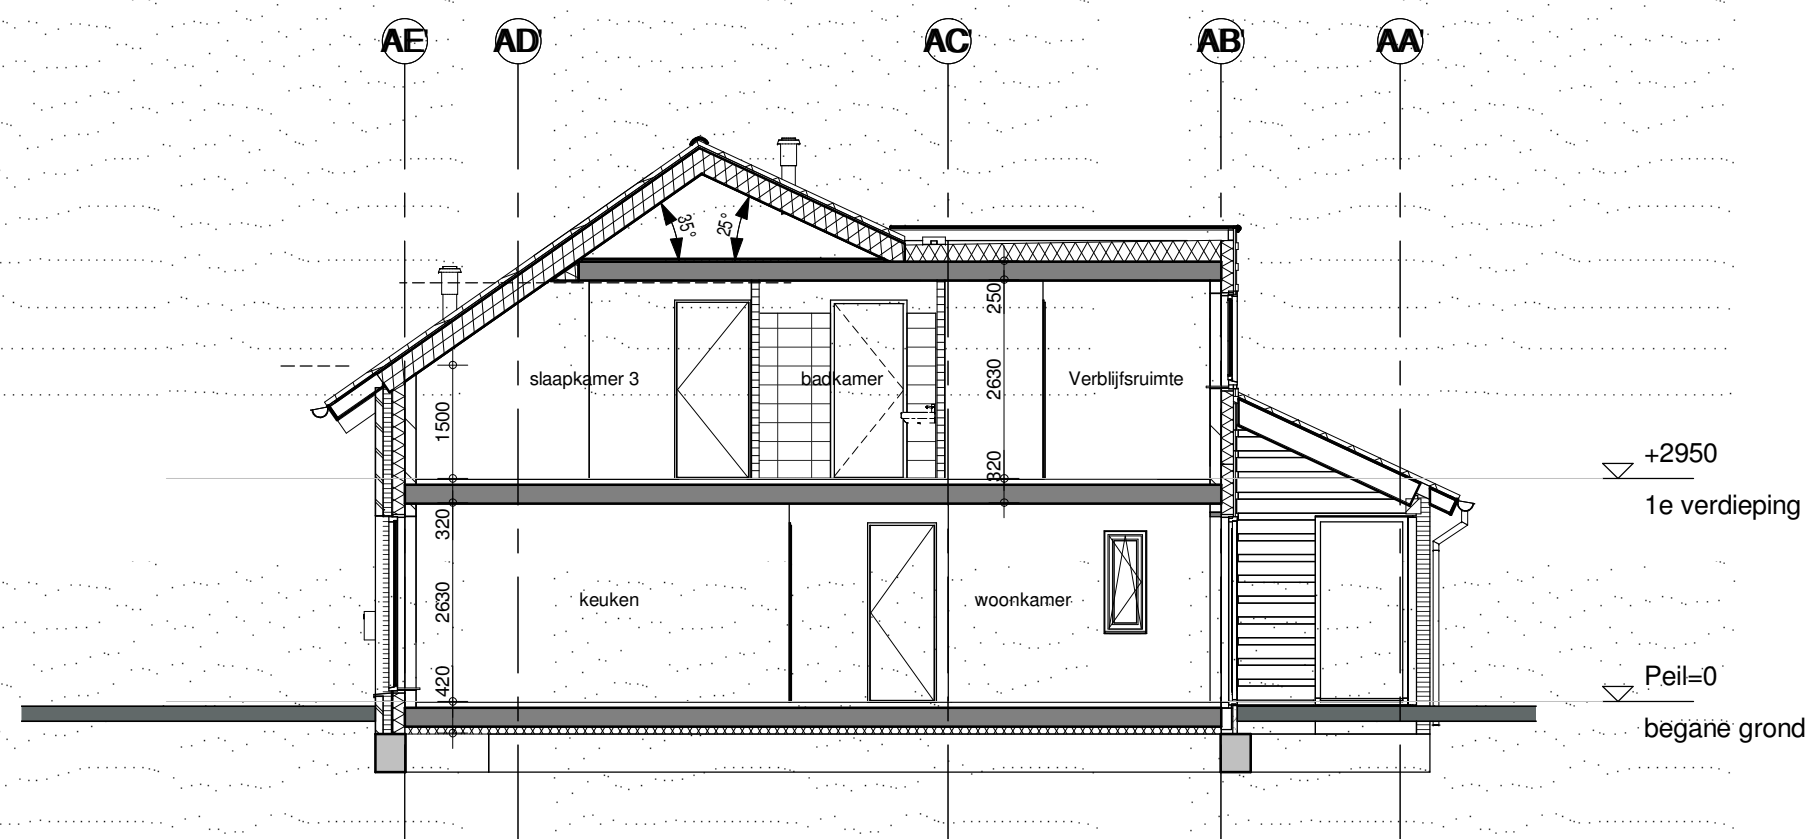 AE AD AC AB AA
35° 25°
250
slaapkamer 3 badkamer 2630 Verblijfsruimte
1500
320
+2950
1e verdieping
320
keuken 2630 woonkamer
420
Peil=0
begane grond